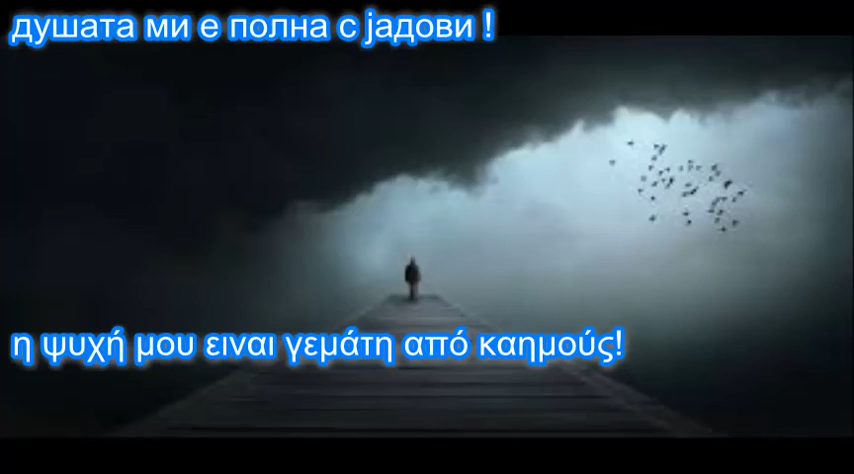 душата ми е полна с јадови !
η ψυχή μου ειναι γεμάτη από καημούς!